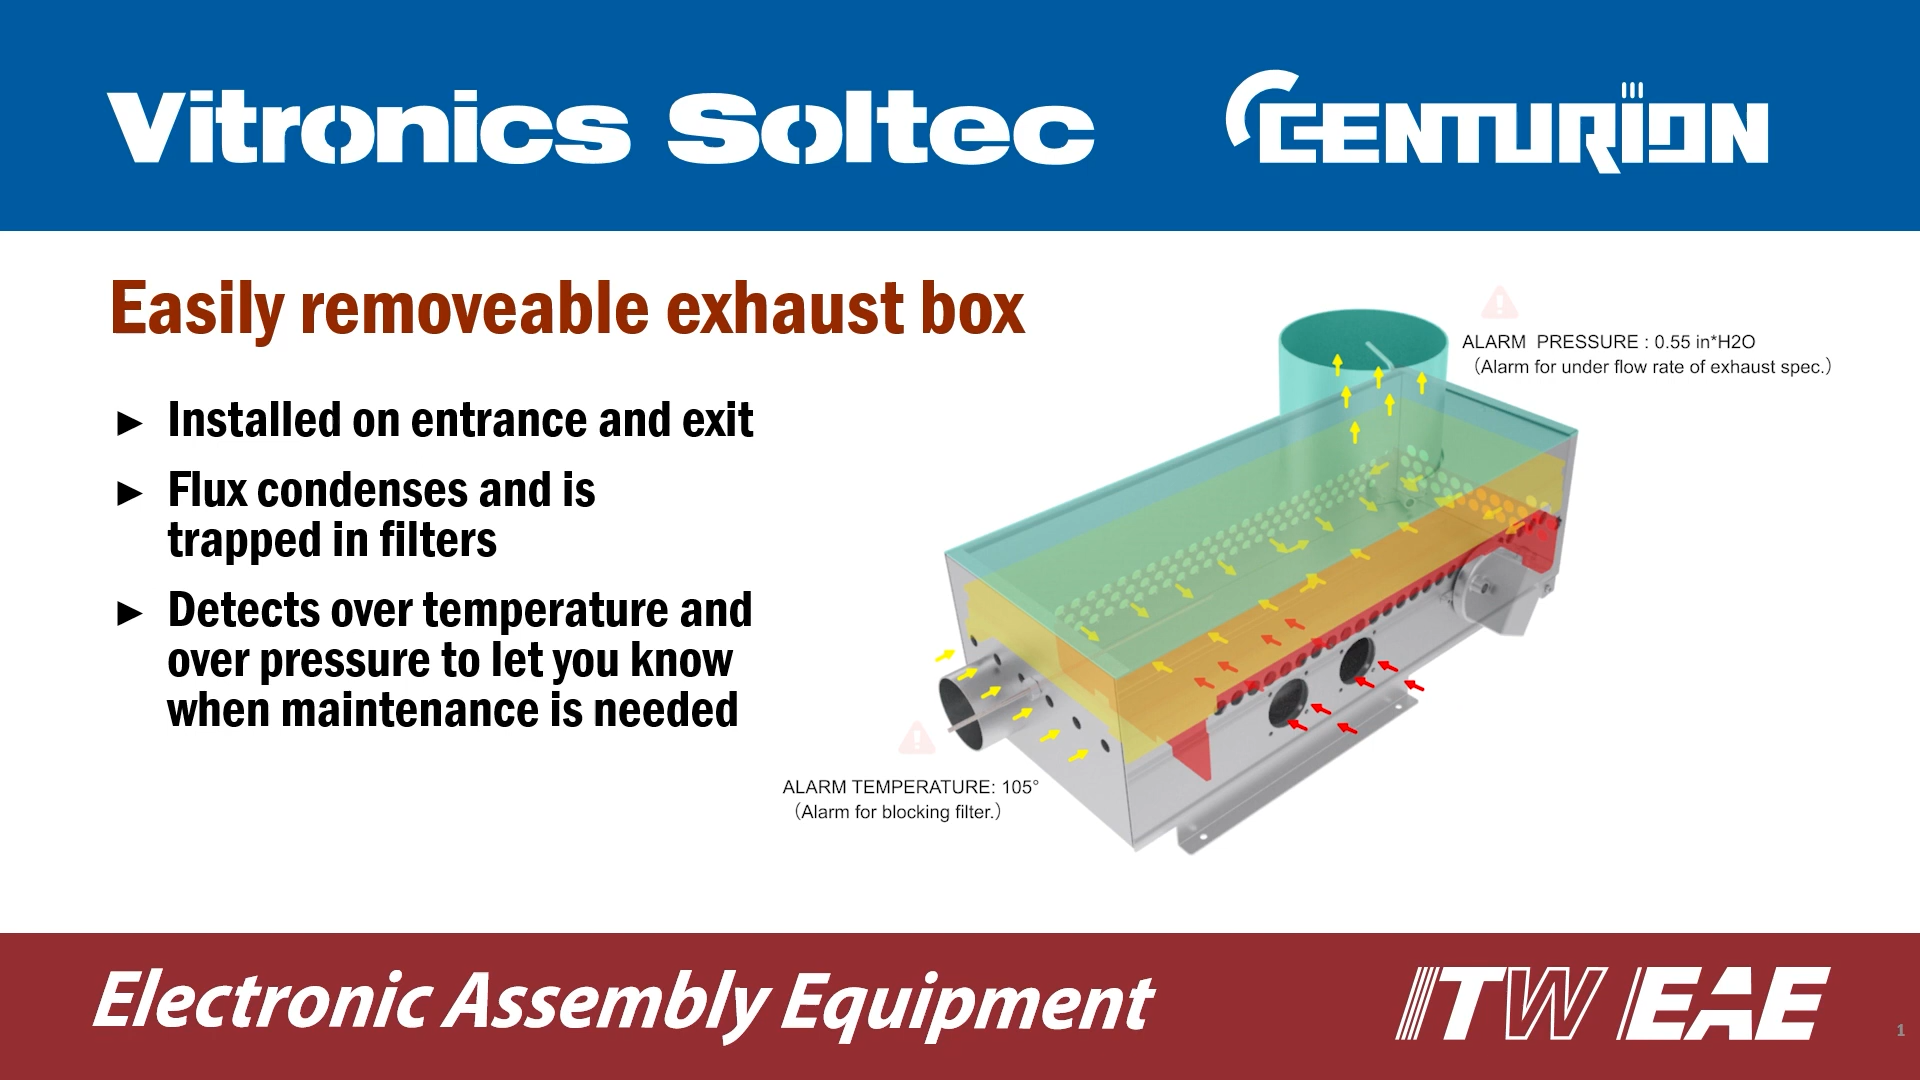 Vitronics Soltec
CENTURION
Easily removeable exhaust box
► Installed on entrance and exit
► Flux condenses and is
trapped in filters
► Detects over temperature and
over pressure to let you know
when maintenance is needed
ALARM PRESSURE : 0.55 in*H2O
(Alarm for under flow rate of exhaust spec.)
ALARM TEMPERATURE: 105°
(Alarm for blocking filter.)
Electronic Assembly Equipment
ITW EAE
1